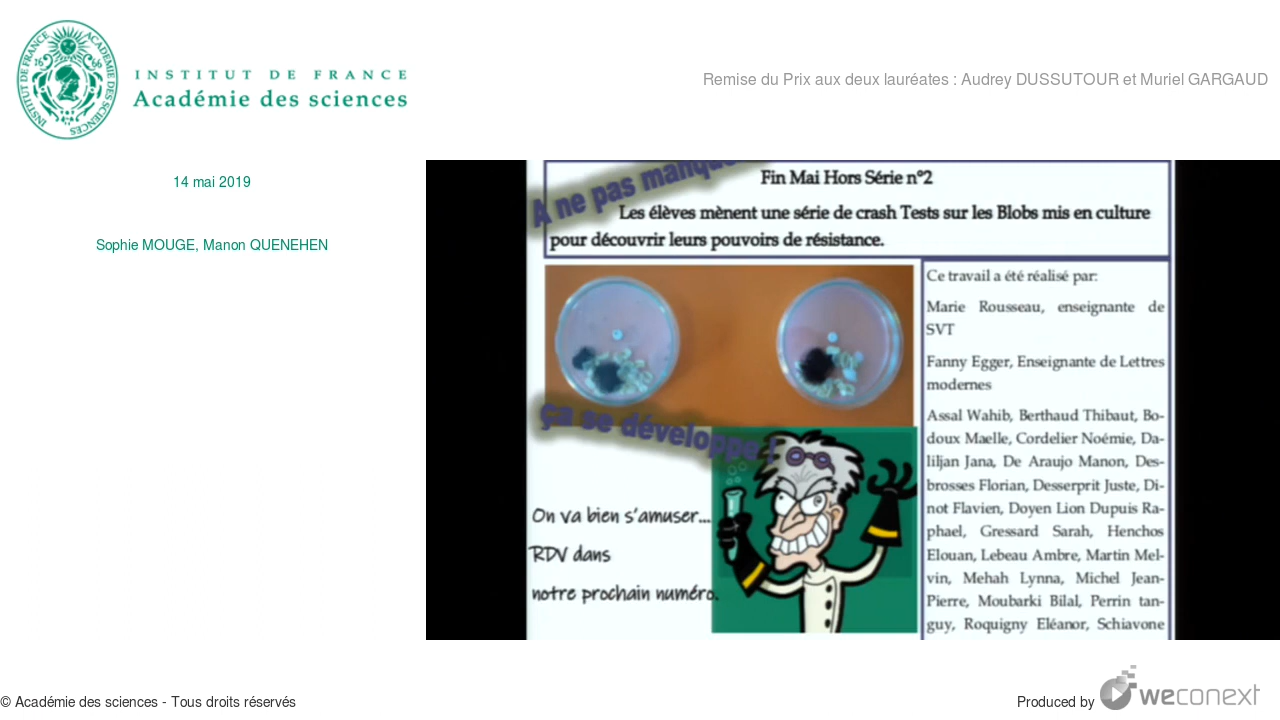 INSTITUT DE FRANCE
ACADEMIE DES SCIENCES
1666
INSTITUT DE FRANCE
Académie des sciences
Remise du Prix aux deux lauréates : Audrey DUSSUTOUR et Muriel GARGAUD
14 mai 2019
Sophie MOUGE, Manon QUENEHEN
A ne pas manque
Fin Mai Hors Série n°2
Les élèves mènent une série de crash Tests sur les Blobs mis en culture
pour découvrir leurs pouvoirs de résistance.
ça se développe !
On va bien s'amuser...
RDV dans
notre prochain numéro.
Ce travail a été réalisé par:
Marie Rousseau, enseignante de
SVT
Fanny Egger, Enseignante de Lettres
modernes
Assal Wahib, Berthaud Thibaut, Bo-
doux Maelle, Cordelier Noémie, Da-
liljan Jana, De Araujo Manon, Des-
brosses Florian, Desserprit Juste, Di-
not Flavien, Doyen Lion Dupuis Ra-
phael, Gressard Sarah, Henchos
Elouan, Lebeau Ambre, Martin Mel-
vin, Mehah Lynna, Michel Jean-
Pierre, Moubarki Bilal, Perrin tan-
guy, Roquigny Eléanor, Schiavone
© Académie des sciences - Tous droits réservés
Produced by weconext